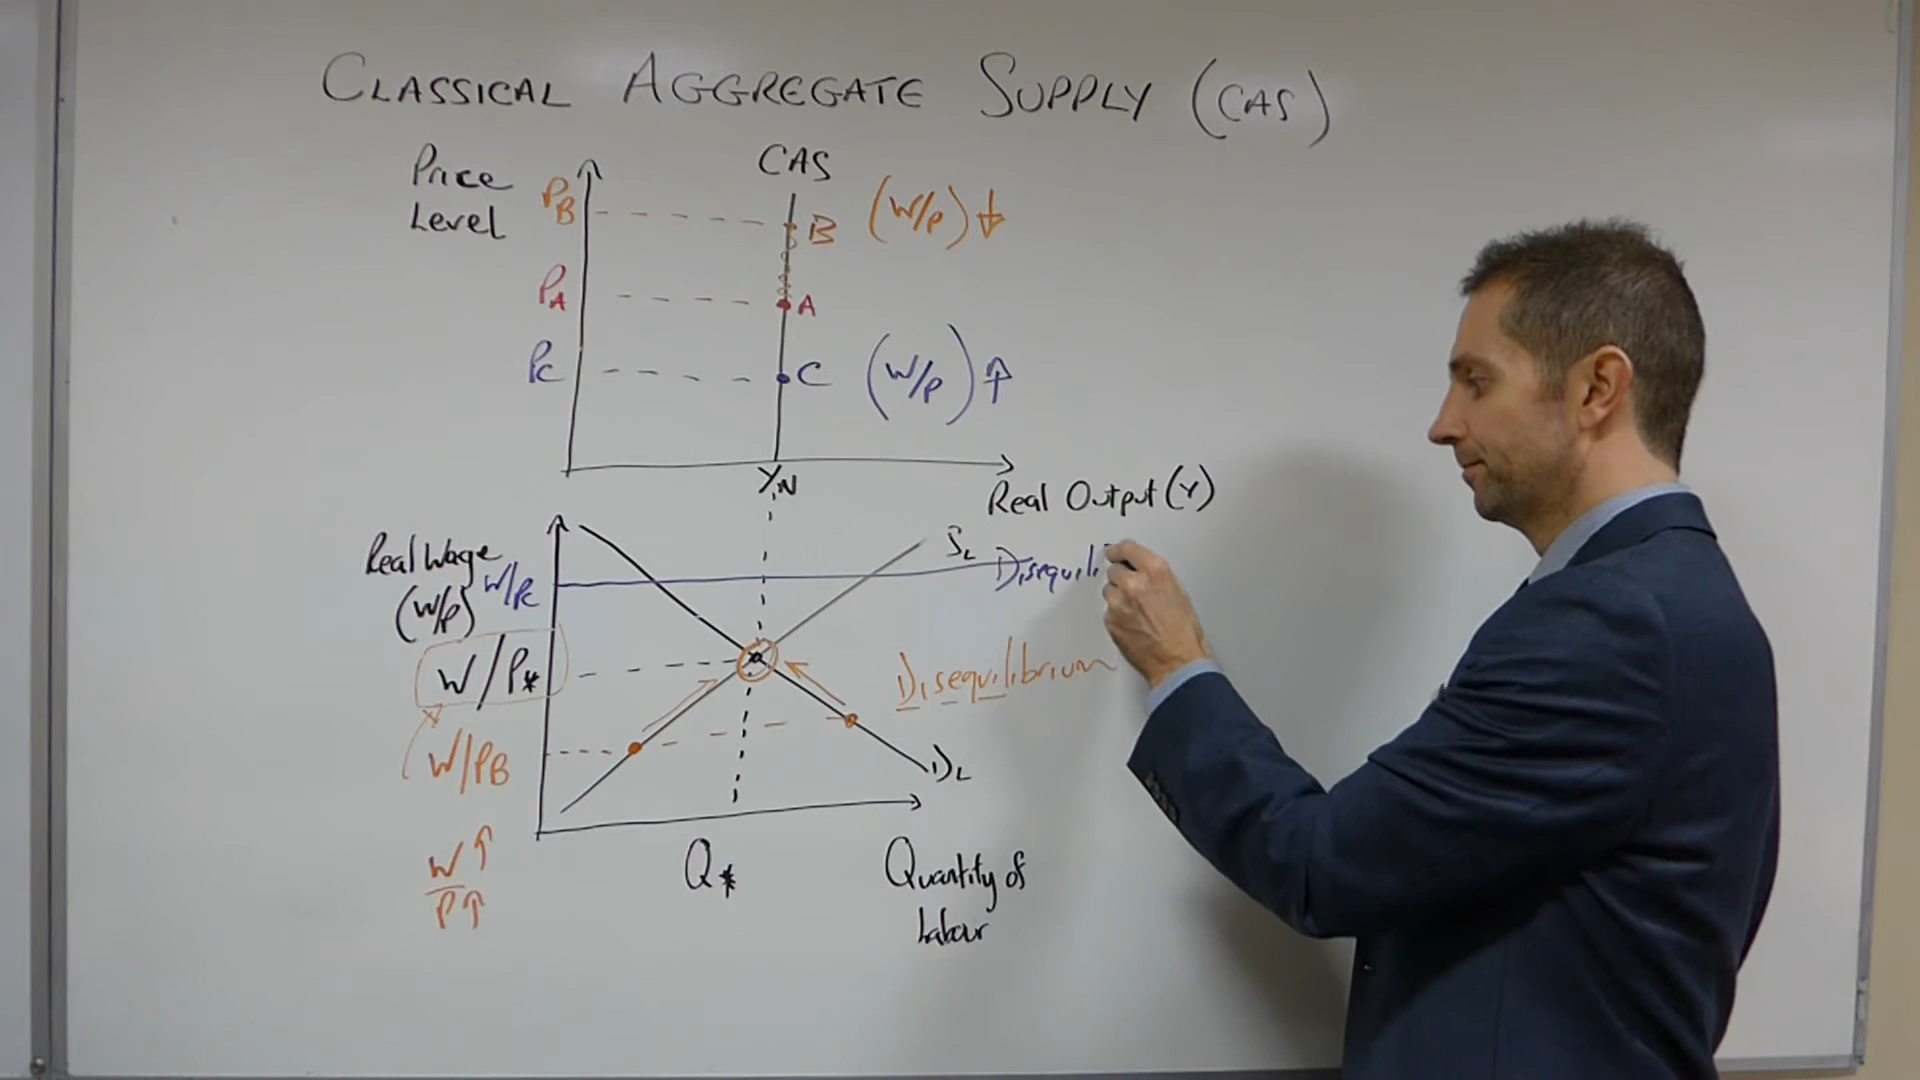 CLASSICAL AGGREGATE SUPPLY (CAS)
Price
Level
CAS
PB
B
(W/P)↓
PA
A
PC
C
(W/P)↑
YN
Real Output (Y)
Real Wage
(W/P)
W/PC
SL
Disequili
W/P*
Disequilibrium
W/PB
DL
W↑
P↑
Q*
Quantity of
Labour